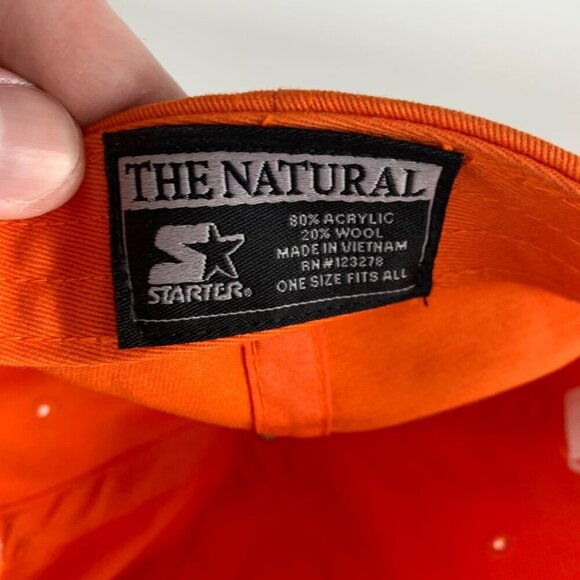 THE NATURAL
80% ACRYLIC
20% WOOL
MADE IN VIETNAM
RN#123278
ONE SIZE FITS ALL
S
STARTER®